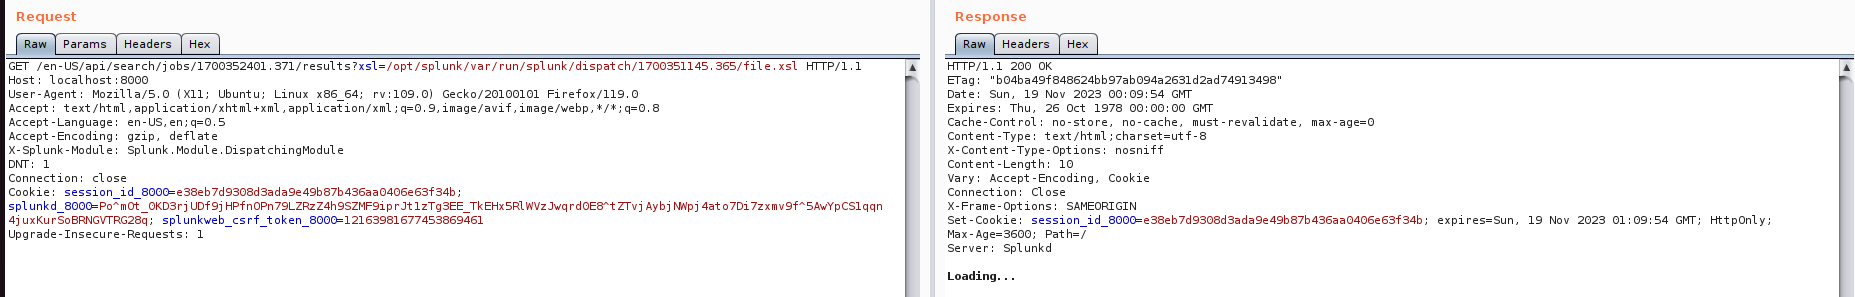 Request
Raw Params Headers Hex
GET /en-US/api/search/jobs/1700352401.371/results?xsl=/opt/splunk/var/run/splunk/dispatch/1700351145.365/file.xsl HTTP/1.1
Host: localhost:8000
User-Agent: Mozilla/5.0 (X11; Ubuntu; Linux x86_64; rv:109.0) Gecko/20100101 Firefox/119.0
Accept: text/html,application/xhtml+xml,application/xml;q=0.9,image/avif,image/webp,*/*;q=0.8
Accept-Language: en-US,en;q=0.5
Accept-Encoding: gzip, deflate
X-Splunk-Module: Splunk.Module.DispatchingModule
DNT: 1
Connection: close
Cookie: session_id_8000=e38eb7d9308d3ada9e49b87b436aa0406e63f34b;
splunkd_8000=Po^mOt_0KD3rjUDf9jHPfnOPn79LZRzZ4h9SZMF9iprJt1zTg3EE_TkEHx5RlWVzJwqrd0E8^tZTvjAybjNWpj4ato7Di7zxmv9f^5AwYpCS1qqn
4juxKurSoBRNGVTRG28q; splunkweb_csrf_token_8000=12163981677453869461
Upgrade-Insecure-Requests: 1
Response
Raw Headers Hex
HTTP/1.1 200 OK
ETag: "b04ba49f848624bb97ab094a2631d2ad74913498"
Date: Sun, 19 Nov 2023 00:09:54 GMT
Expires: Thu, 26 Oct 1978 00:00:00 GMT
Cache-Control: no-store, no-cache, must-revalidate, max-age=0
Content-Type: text/html;charset=utf-8
X-Content-Type-Options: nosniff
Content-Length: 10
Vary: Accept-Encoding, Cookie
Connection: Close
X-Frame-Options: SAMEORIGIN
Set-Cookie: session_id_8000=e38eb7d9308d3ada9e49b87b436aa0406e63f34b; expires=Sun, 19 Nov 2023 01:09:54 GMT; HttpOnly;
Max-Age=3600; Path=/
Server: Splunkd
Loading...